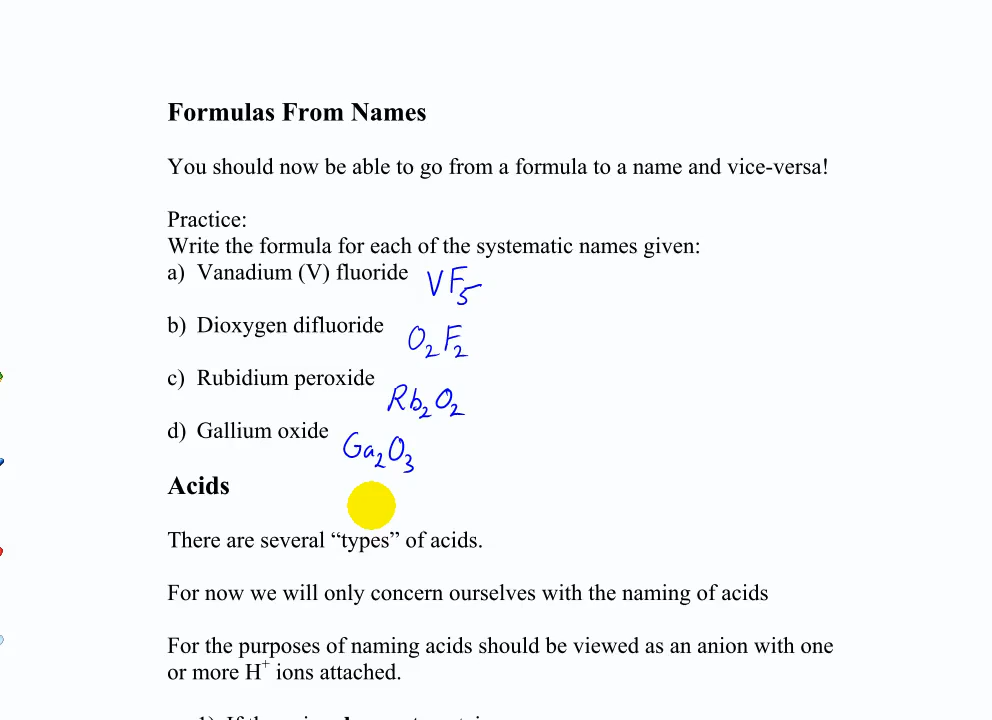 Formulas From Names
You should now be able to go from a formula to a name and vice-versa!
Practice:
Write the formula for each of the systematic names given:
a) Vanadium (V) fluoride VF₅
b) Dioxygen difluoride O₂F₂
c) Rubidium peroxide Rb₂O₂
d) Gallium oxide Ga₂O₃
Acids
There are several “types” of acids.
For now we will only concern ourselves with the naming of acids
For the purposes of naming acids should be viewed as an anion with one
or more H⁺ ions attached.